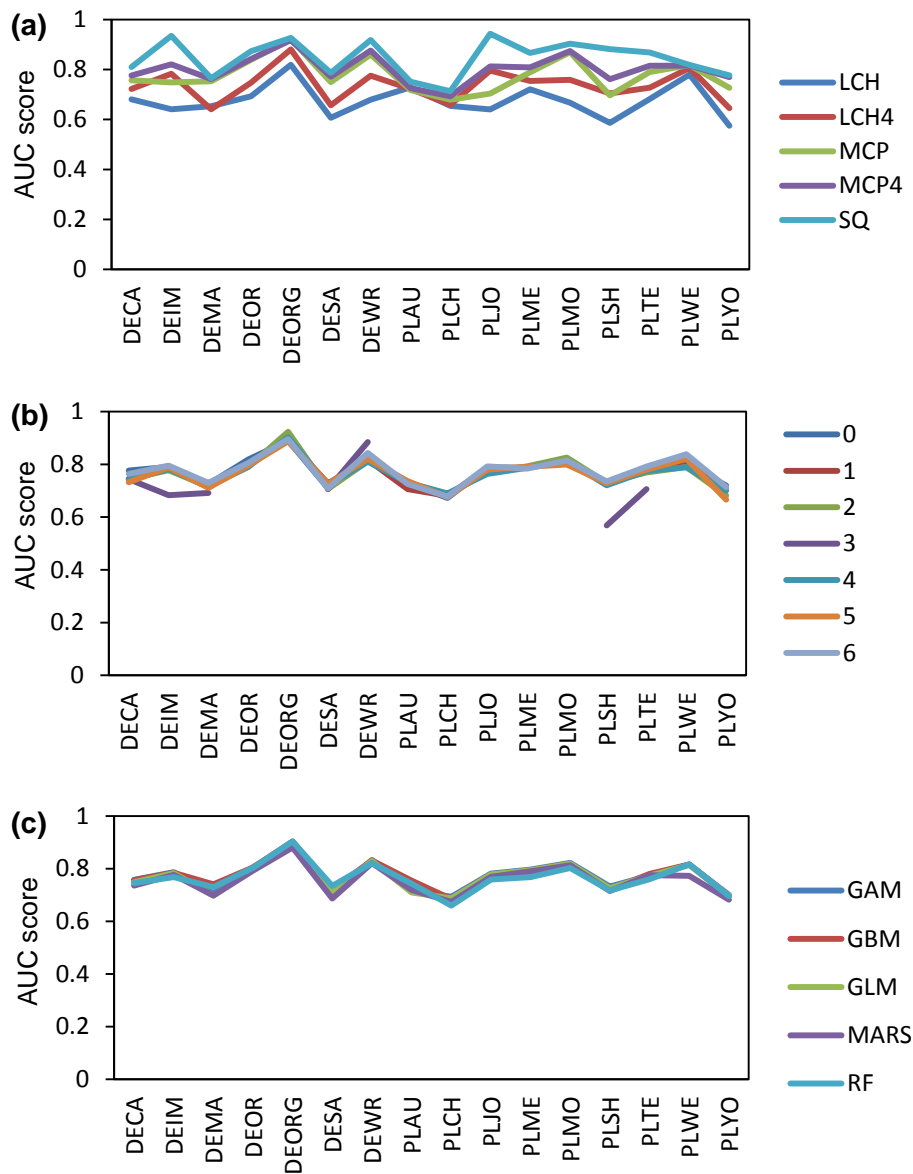 (a)
AUC score
1
0.8
0.6
0.4
0.2
0
DECA
DEIM
DEMA
DEOR
DEORG
DESA
DEWR
PLAU
PLCH
PLJO
PLME
PLMO
PLSH
PLTE
PLWE
PLYO
LCH
LCH4
MCP
MCP4
SQ
(b)
AUC score
1
0.8
0.6
0.4
0.2
0
DECA
DEIM
DEMA
DEOR
DEORG
DESA
DEWR
PLAU
PLCH
PLJO
PLME
PLMO
PLSH
PLTE
PLWE
PLYO
0
1
2
3
4
5
6
(c)
AUC score
1
0.8
0.6
0.4
0.2
0
DECA
DEIM
DEMA
DEOR
DEORG
DESA
DEWR
PLAU
PLCH
PLJO
PLME
PLMO
PLSH
PLTE
PLWE
PLYO
GAM
GBM
GLM
MARS
RF